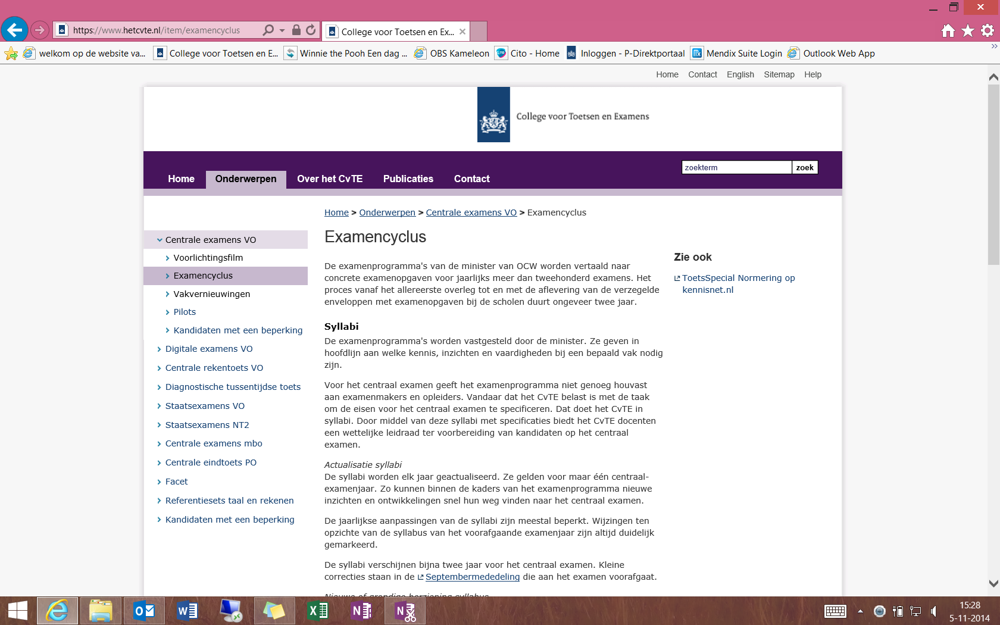 https://www.hetcvte.nl/item/examencyclus
College voor Toetsen en Ex...
welkom op de website va...
College voor Toetsen en E...
Winnie the Pooh Een dag ...
OBS Kameleon
Cito - Home
Inloggen - P-Direktportaal
Mendix Suite Login
Outlook Web App
Home Contact English Sitemap Help
College voor Toetsen en Examens
zoekterm zoek
Home Onderwerpen Over het CvTE Publicaties Contact
Home > Onderwerpen > Centrale examens VO > Examencyclus
Centrale examens VO
Voorlichtingsfilm
Examencyclus
Vakvernieuwingen
Pilots
Kandidaten met een beperking
Digitale examens VO
Centrale rekentoets VO
Diagnostische tussentijdse toets
Staatsexamens VO
Staatsexamens NT2
Centrale examens mbo
Centrale eindtoets PO
Facet
Referentiesets taal en rekenen
Kandidaten met een beperking
Examencyclus
De examenprogramma's van de minister van OCW worden vertaald naar
concrete examenopgaven voor jaarlijks meer dan tweehonderd examens. Het
proces vanaf het allereerste overleg tot en met de aflevering van de verzegelde
enveloppen met examenopgaven bij de scholen duurt ongeveer twee jaar.
Syllabi
De examenprogramma's worden vastgesteld door de minister. Ze geven in
hoofdlijn aan welke kennis, inzichten en vaardigheden bij een bepaald vak nodig
zijn.
Voor het centraal examen geeft het examenprogramma niet genoeg houvast
aan examenmakers en opleiders. Vandaar dat het CvTE belast is met de taak
om de eisen voor het centraal examen te specificeren. Dat doet het CvTE in
syllabi. Door middel van deze syllabi met specificaties biedt het CvTE docenten
een wettelijke leidraad ter voorbereiding van kandidaten op het centraal
examen.
Actualisatie syllabi
De syllabi worden elk jaar geactualiseerd. Ze gelden voor maar één centraal-
examenjaar. Zo kunnen binnen de kaders van het examenprogramma nieuwe
inzichten en ontwikkelingen snel hun weg vinden naar het centraal examen.
De jaarlijkse aanpassingen van de syllabi zijn meestal beperkt. Wijzingen ten
opzichte van de syllabus van het voorafgaande examenjaar zijn altijd duidelijk
gemarkeerd.
De syllabi verschijnen bijna twee jaar voor het centraal examen. Kleine
correcties staan in de Septembermededeling die aan het examen voorafgaat.
Nieuwe of grondige herziening syllabus
Zie ook
ToetsSpecial Normering op
kennisnet.nl
15:28
5-11-2014